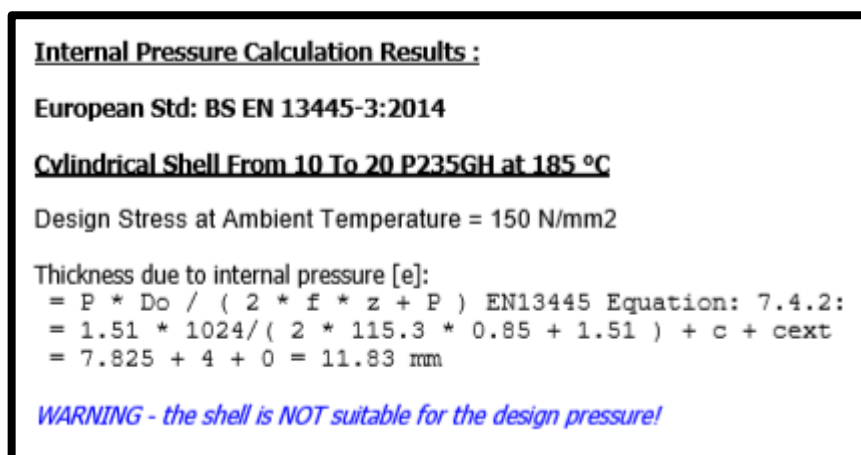 Internal Pressure Calculation Results :
European Std: BS EN 13445-3:2014
Cylindrical Shell From 10 To 20 P235GH at 185 ºC
Design Stress at Ambient Temperature = 150 N/mm2
Thickness due to internal pressure [e]:
= P * Do / ( 2 * f * z + P ) EN13445 Equation: 7.4.2:
= 1.51 * 1024/( 2 * 115.3 * 0.85 + 1.51 ) + c + cext
= 7.825 + 4 + 0 = 11.83 mm
WARNING - the shell is NOT suitable for the design pressure!